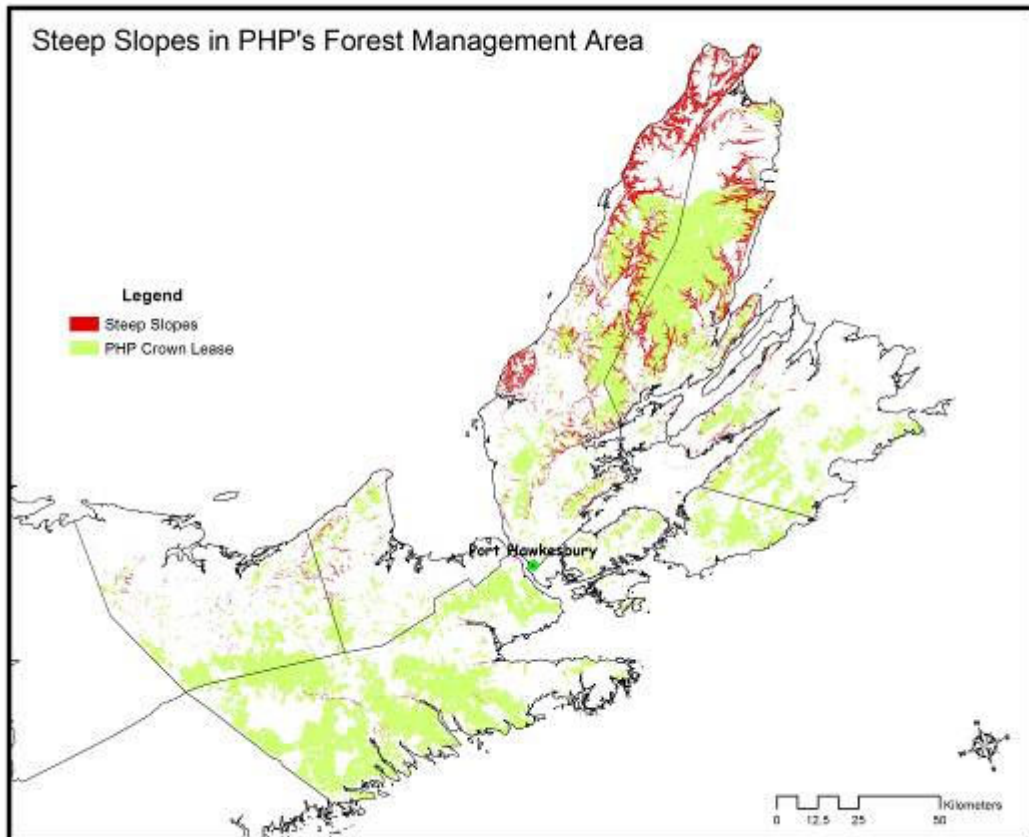 Steep Slopes in PHP's Forest Management Area
Legend
Steep Slopes
PHP Crown Lease
Port Hawkesbury
Kilometers
0 12.5 25 50